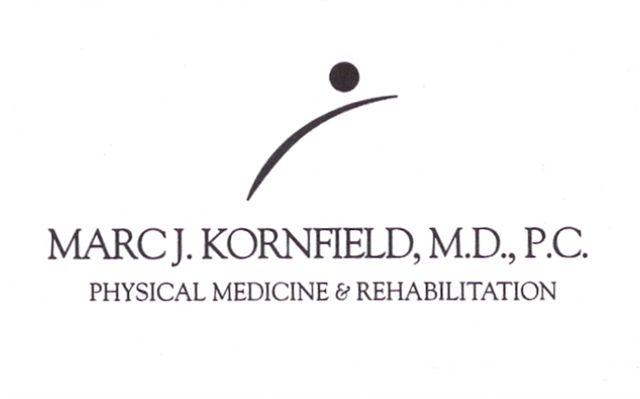 MARC J. KORNFIELD, M.D., P.C.
PHYSICAL MEDICINE & REHABILITATION